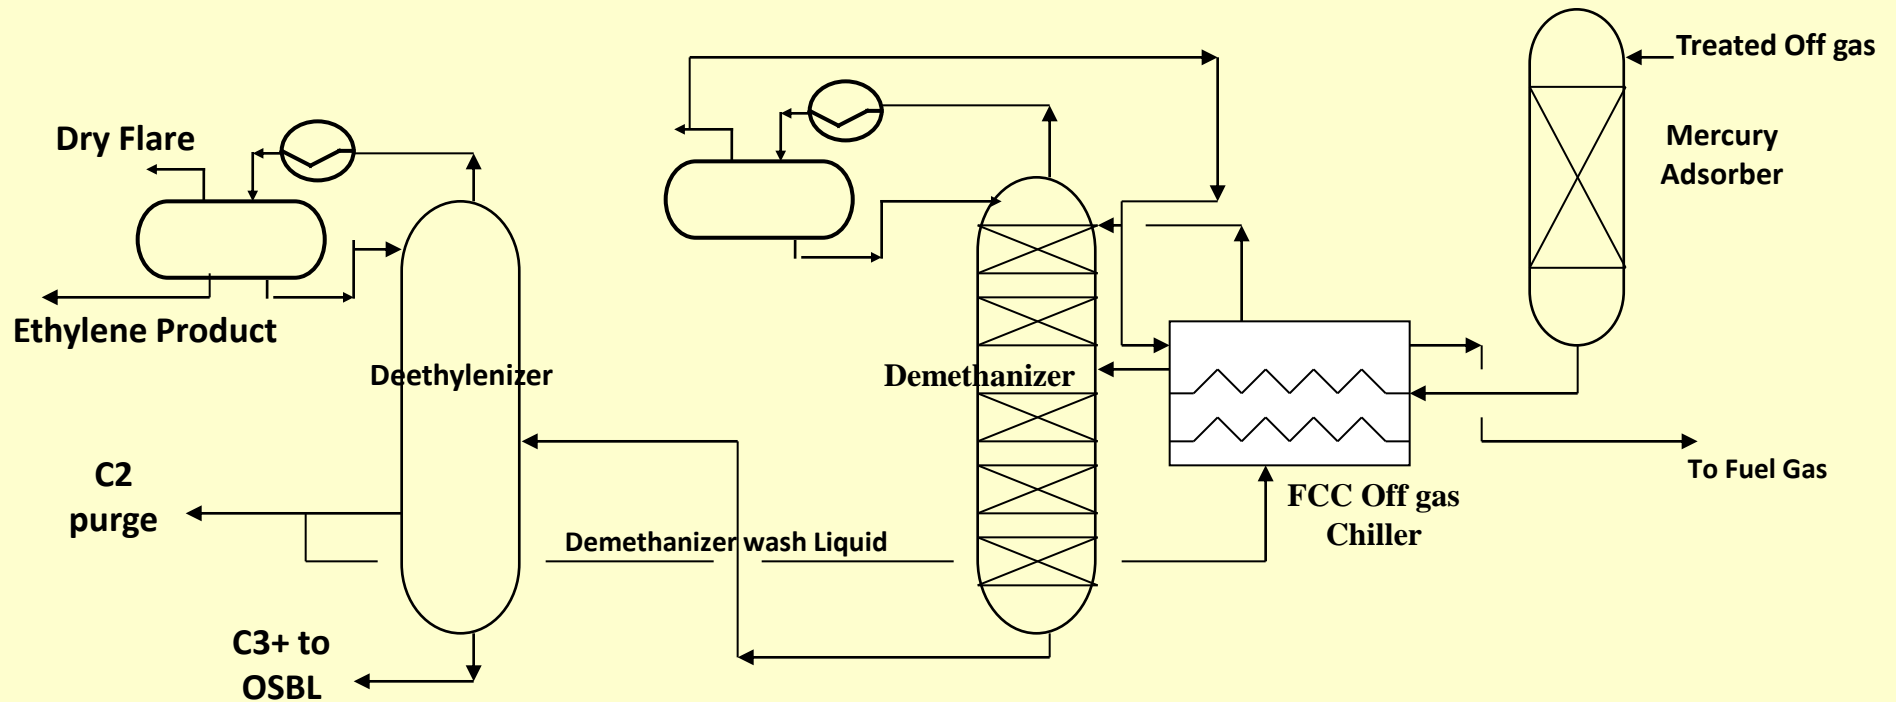 Treated Off gas
Dry Flare
Mercury
Adsorber
Ethylene Product
Deethylenizer
Demethanizer
C2
purge
To Fuel Gas
FCC Off gas
Chiller
Demethanizer wash Liquid
C3+ to
OSBL